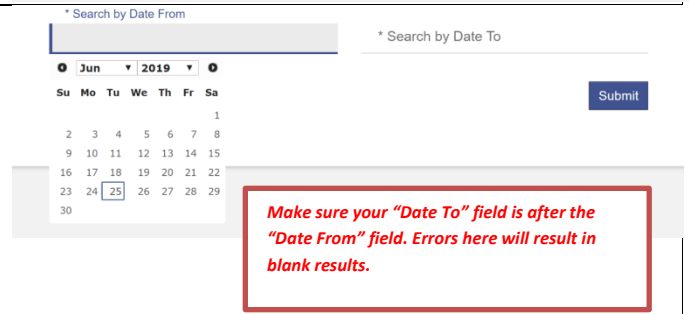 * Search by Date From
* Search by Date To
Jun 2019
Su Mo Tu We Th Fr Sa
1
2 3 4 5 6 7 8
9 10 11 12 13 14 15
16 17 18 19 20 21 22
23 24 25 26 27 28 29
30
Submit
Make sure your “Date To” field is after the
“Date From” field. Errors here will result in
blank results.